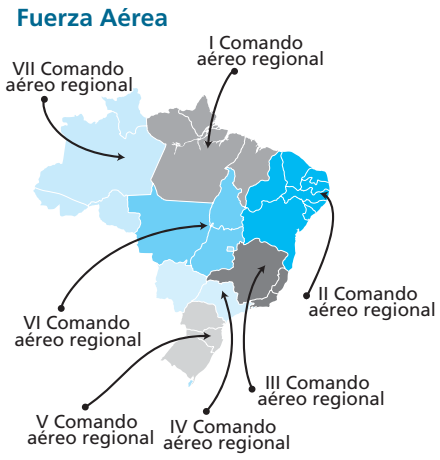 Fuerza Aérea
I Comando
aéreo regional
VII Comando
aéreo regional
II Comando
aéreo regional
VI Comando
aéreo regional
III Comando
aéreo regional
V Comando
aéreo regional
IV Comando
aéreo regional